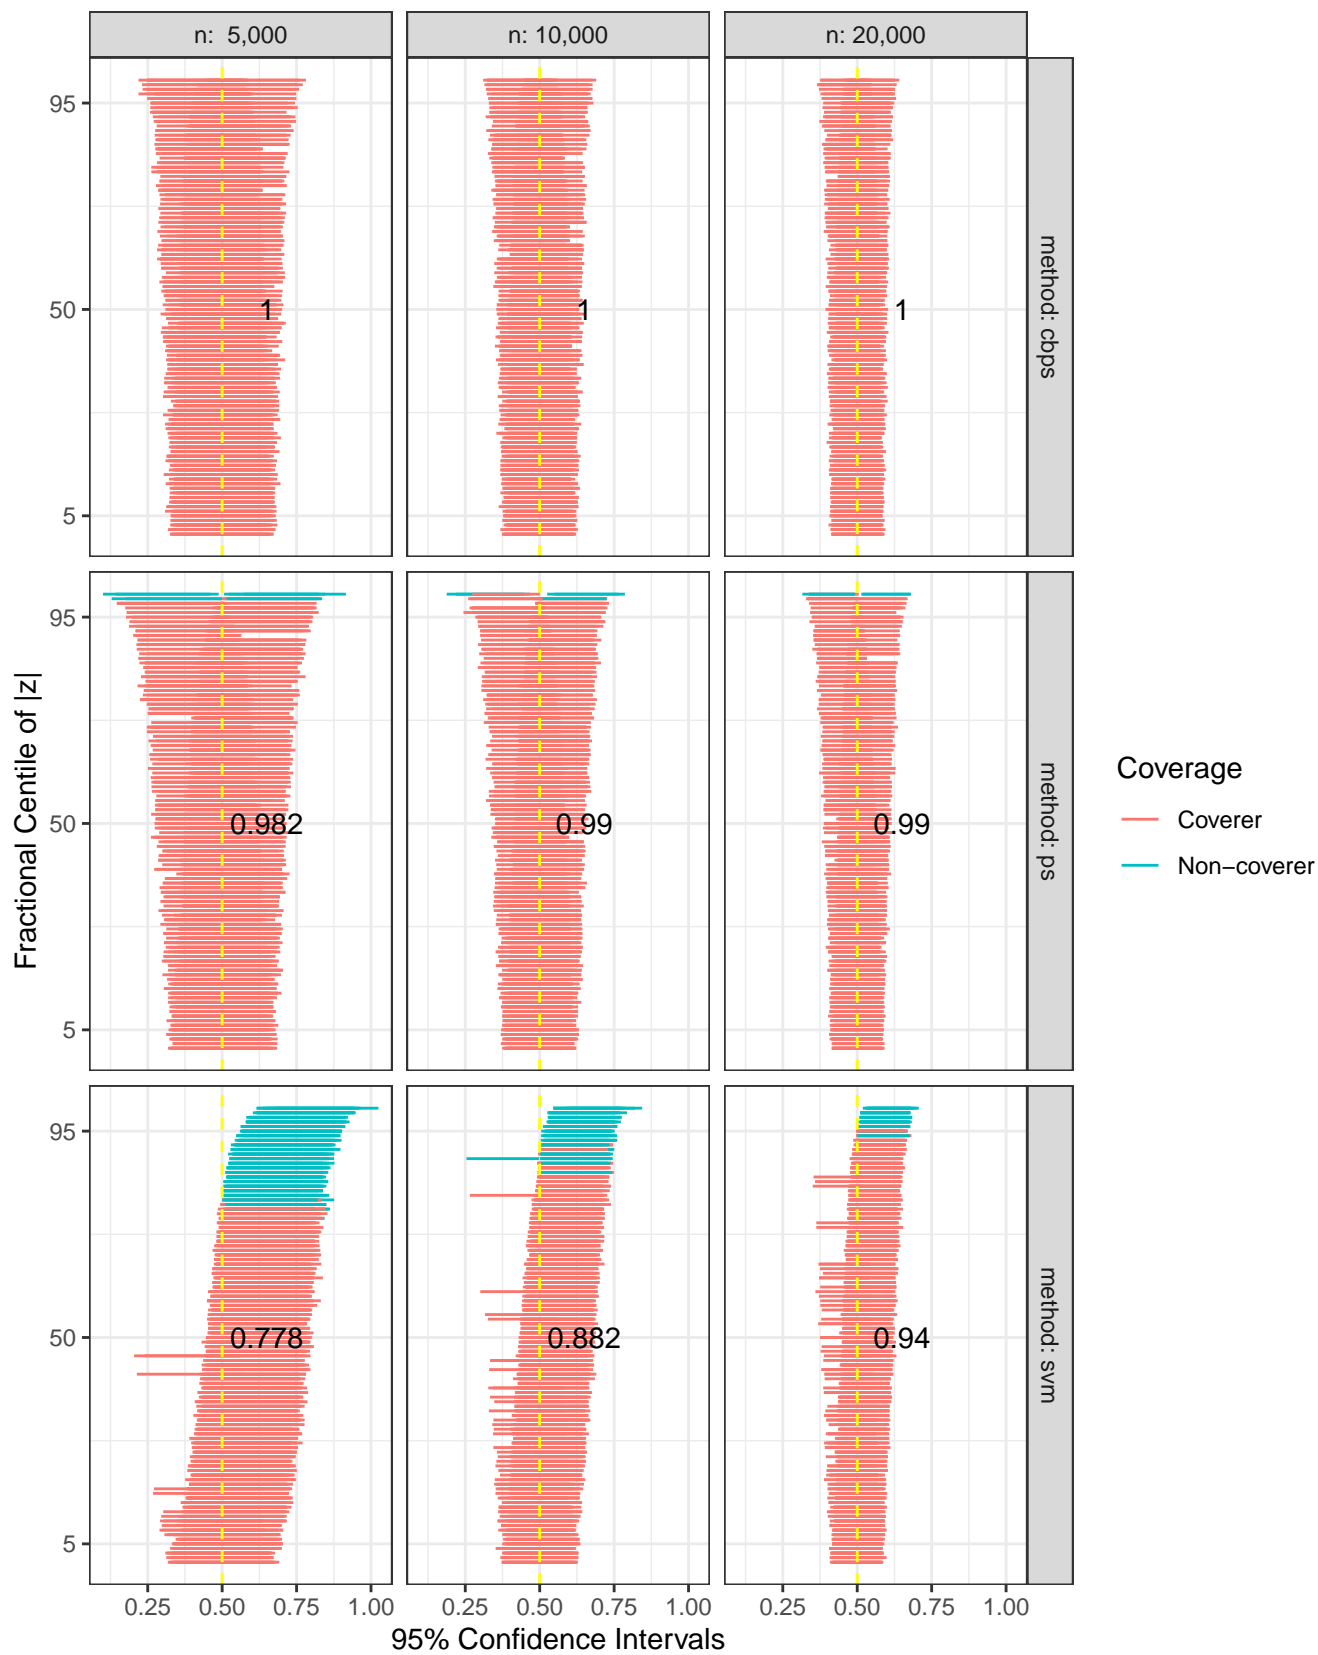 n:  5,000
n: 10,000
n: 20,000
95
50
5
1
1
1
method: cbps
95
50
5
0.982
0.99
0.99
method: ps
95
50
5
0.778
0.882
0.94
method: svm
Fractional Centile of |z|
0.25 0.50 0.75 1.00
0.25 0.50 0.75 1.00
0.25 0.50 0.75 1.00
95% Confidence Intervals
Coverage
Coverer
Non−coverer